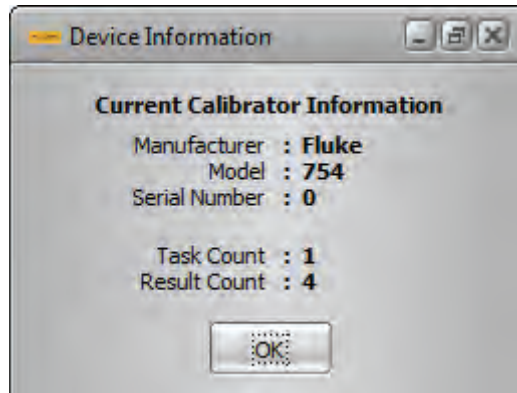 Device Information
Current Calibrator Information
Manufacturer : Fluke
Model : 754
Serial Number : 0
Task Count : 1
Result Count : 4
OK